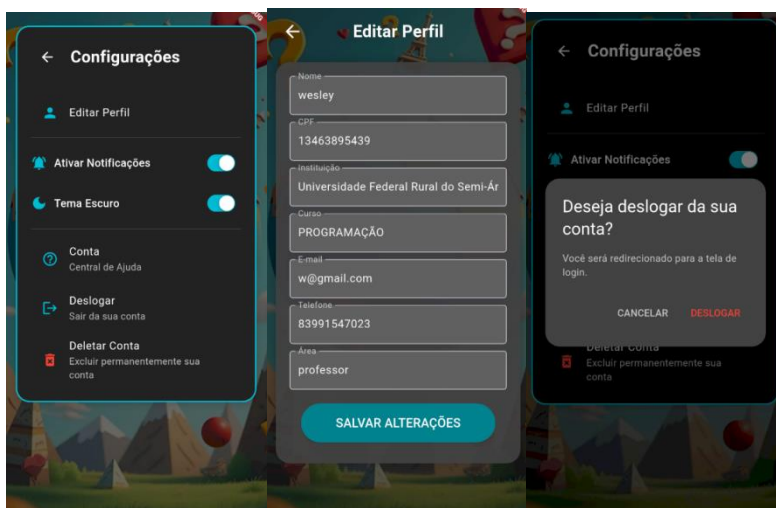 Configurações
Editar Perfil
Ativar Notificações
Tema Escuro
Conta
Central de Ajuda
Deslogar
Sair da sua conta
Deletar Conta
Excluir permanentemente sua
conta
Editar Perfil
Nome
wesley
CPF
13463895439
Instituição
Universidade Federal Rural do Semi-Ár
Curso
PROGRAMAÇÃO
E-mail
w@gmail.com
Telefone
83991547023
Área
professor
SALVAR ALTERAÇÕES
Configurações
Editar Perfil
Ativar Notificações
Deseja deslogar da sua
conta?
Você será redirecionado para a tela de
login.
CANCELAR DESLOGAR
Deletar Conta
Excluir permanentemente sua
conta